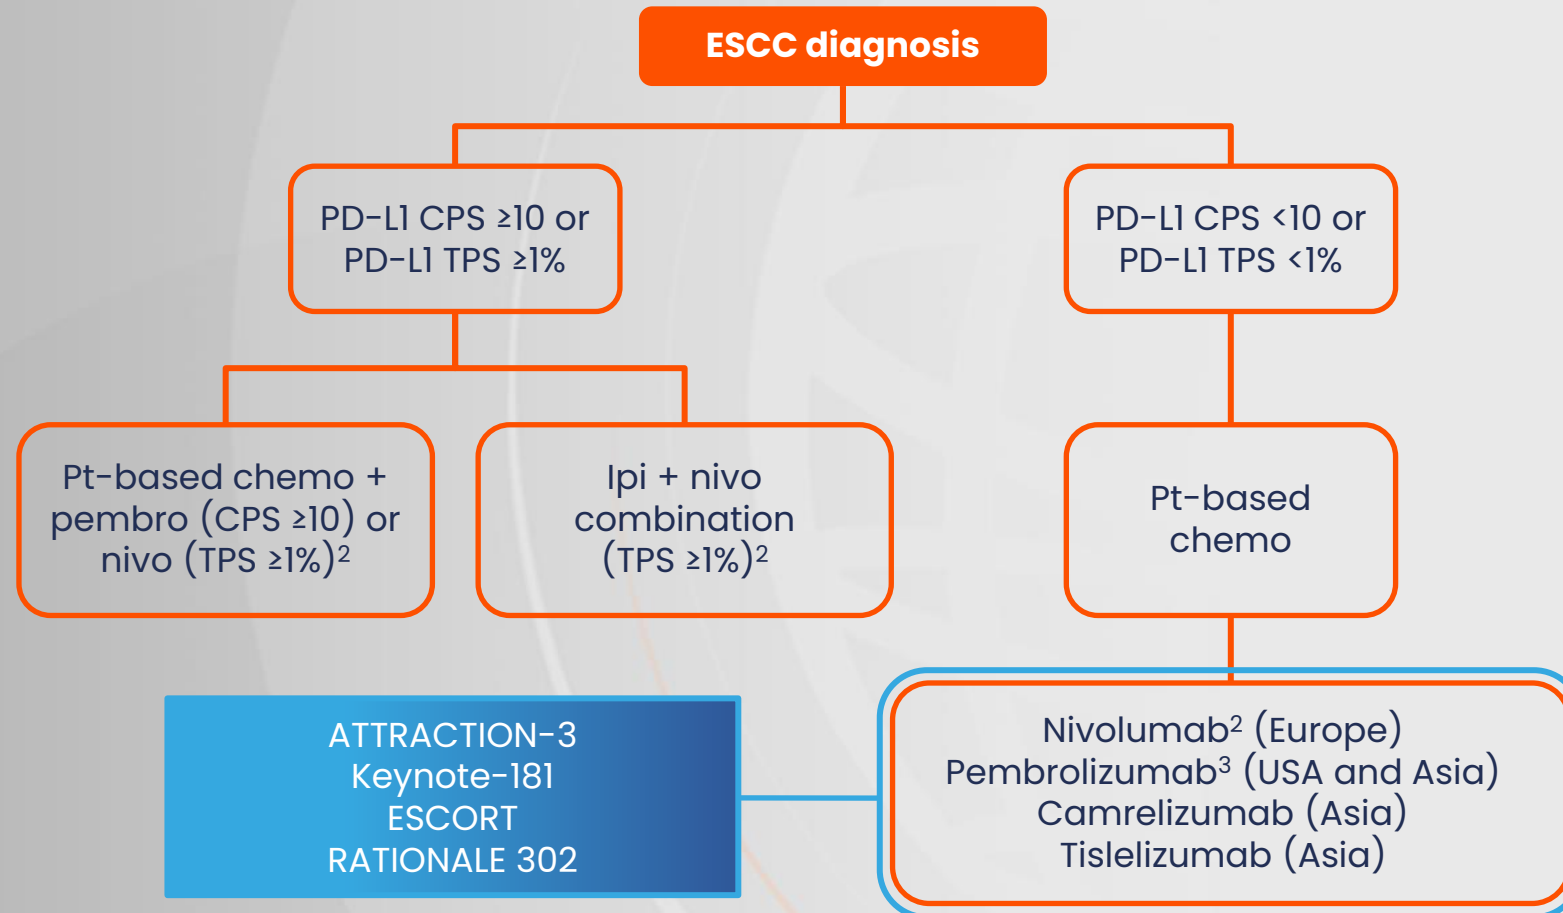 ESCC diagnosis
PD-L1 CPS ≥10 or
PD-L1 TPS ≥1%
PD-L1 CPS <10 or
PD-L1 TPS <1%
Pt-based chemo +
pembro (CPS ≥10) or
nivo (TPS ≥1%)²
Ipi + nivo
combination
(TPS ≥1%)²
Pt-based
chemo
ATTRACTION-3
Keynote-181
ESCORT
RATIONALE 302
Nivolumab² (Europe)
Pembrolizumab³ (USA and Asia)
Camrelizumab (Asia)
Tislelizumab (Asia)